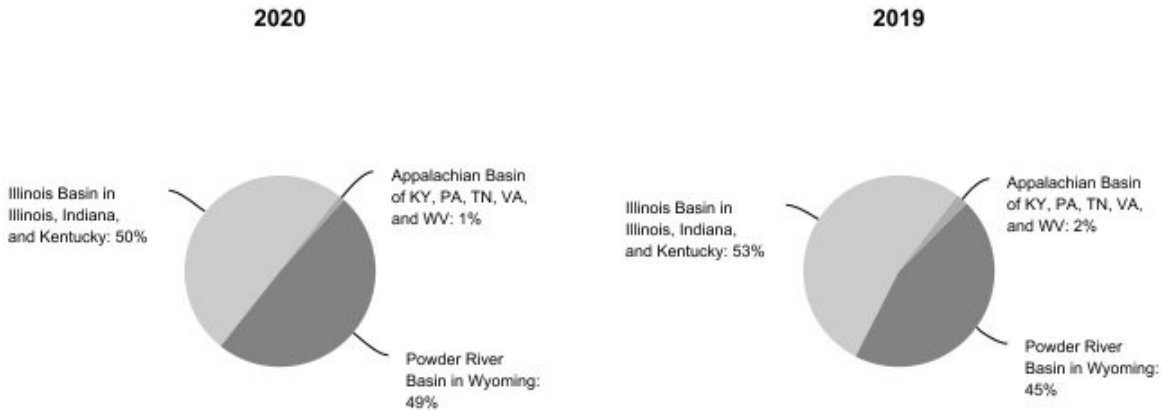 2020
Illinois Basin in
Illinois, Indiana,
and Kentucky: 50%
Appalachian Basin
of KY, PA, TN, VA,
and WV: 1%
Powder River
Basin in Wyoming:
49%
2019
Illinois Basin in
Illinois, Indiana,
and Kentucky: 53%
Appalachian Basin
of KY, PA, TN, VA,
and WV: 2%
Powder River
Basin in Wyoming:
45%